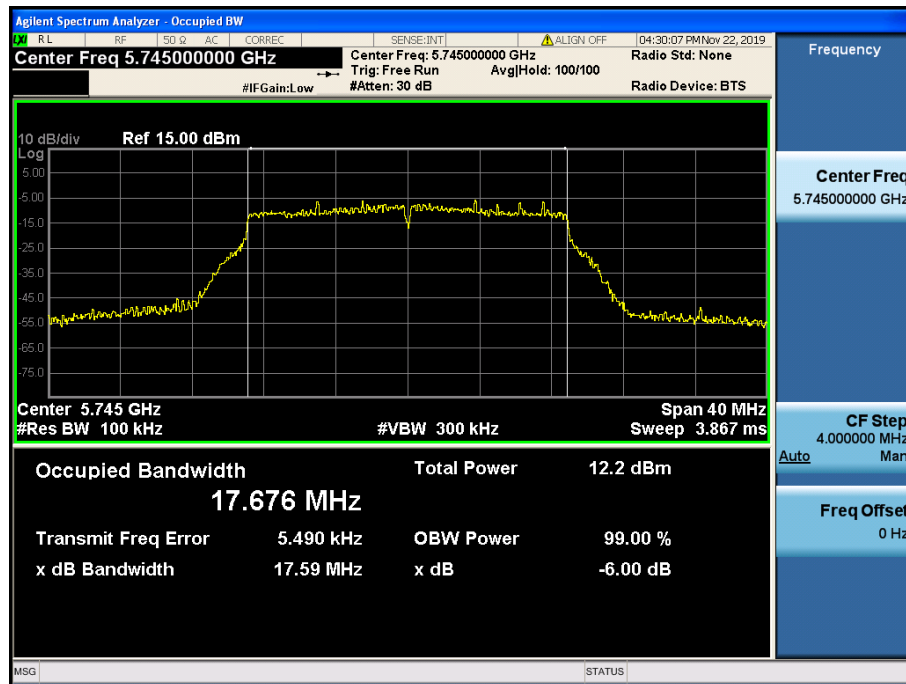 Agilent Spectrum Analyzer - Occupied BW
LXI RL RF 50 Ω AC CORREC SENSE:INT ALIGN OFF 04:30:07 PM Nov 22, 2019
Center Freq 5.745000000 GHz
Center Freq: 5.745000000 GHz
Radio Std: None
Trig: Free Run Avg|Hold: 100/100
#IFGain:Low #Atten: 30 dB
Radio Device: BTS
Frequency
10 dB/div Ref 15.00 dBm
Log
5.00
-5.00
-15.0
-25.0
-35.0
-45.0
-55.0
-65.0
-75.0
Center 5.745 GHz Span 40 MHz
#Res BW 100 kHz #VBW 300 kHz Sweep 3.867 ms
Center Freq
5.745000000 GHz
CF Step
4.000000 MHz
Auto Man
Freq Offset
0 Hz
Occupied Bandwidth Total Power 12.2 dBm
17.676 MHz
Transmit Freq Error 5.490 kHz OBW Power 99.00 %
x dB Bandwidth 17.59 MHz x dB -6.00 dB
MSG STATUS